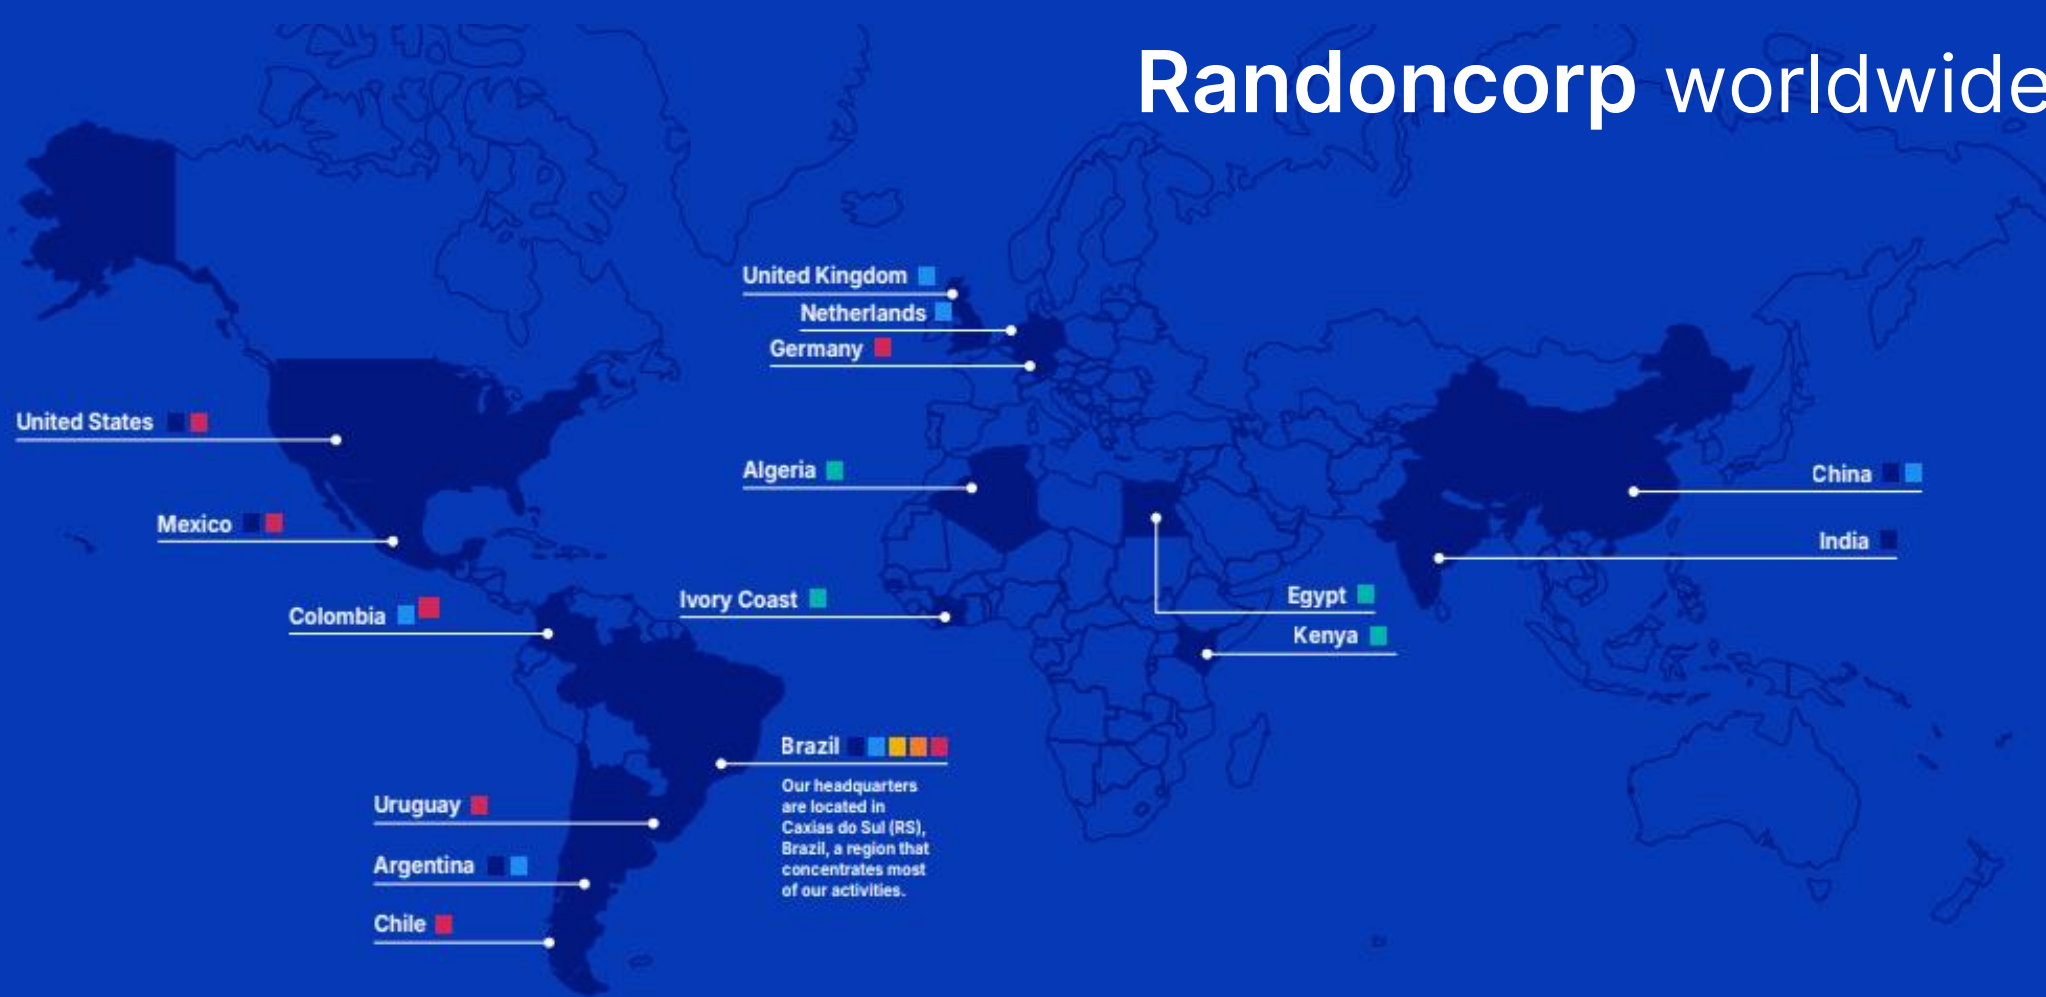 Randoncorp worldwide
United Kingdom
Netherlands
Germany
United States
Algeria
China
Mexico
India
Ivory Coast
Egypt
Colombia
Kenya
Brazil
Our headquarters
are located in
Caxias do Sul (RS),
Brazil, a region that
concentrates most
of our activities.
Uruguay
Argentina
Chile